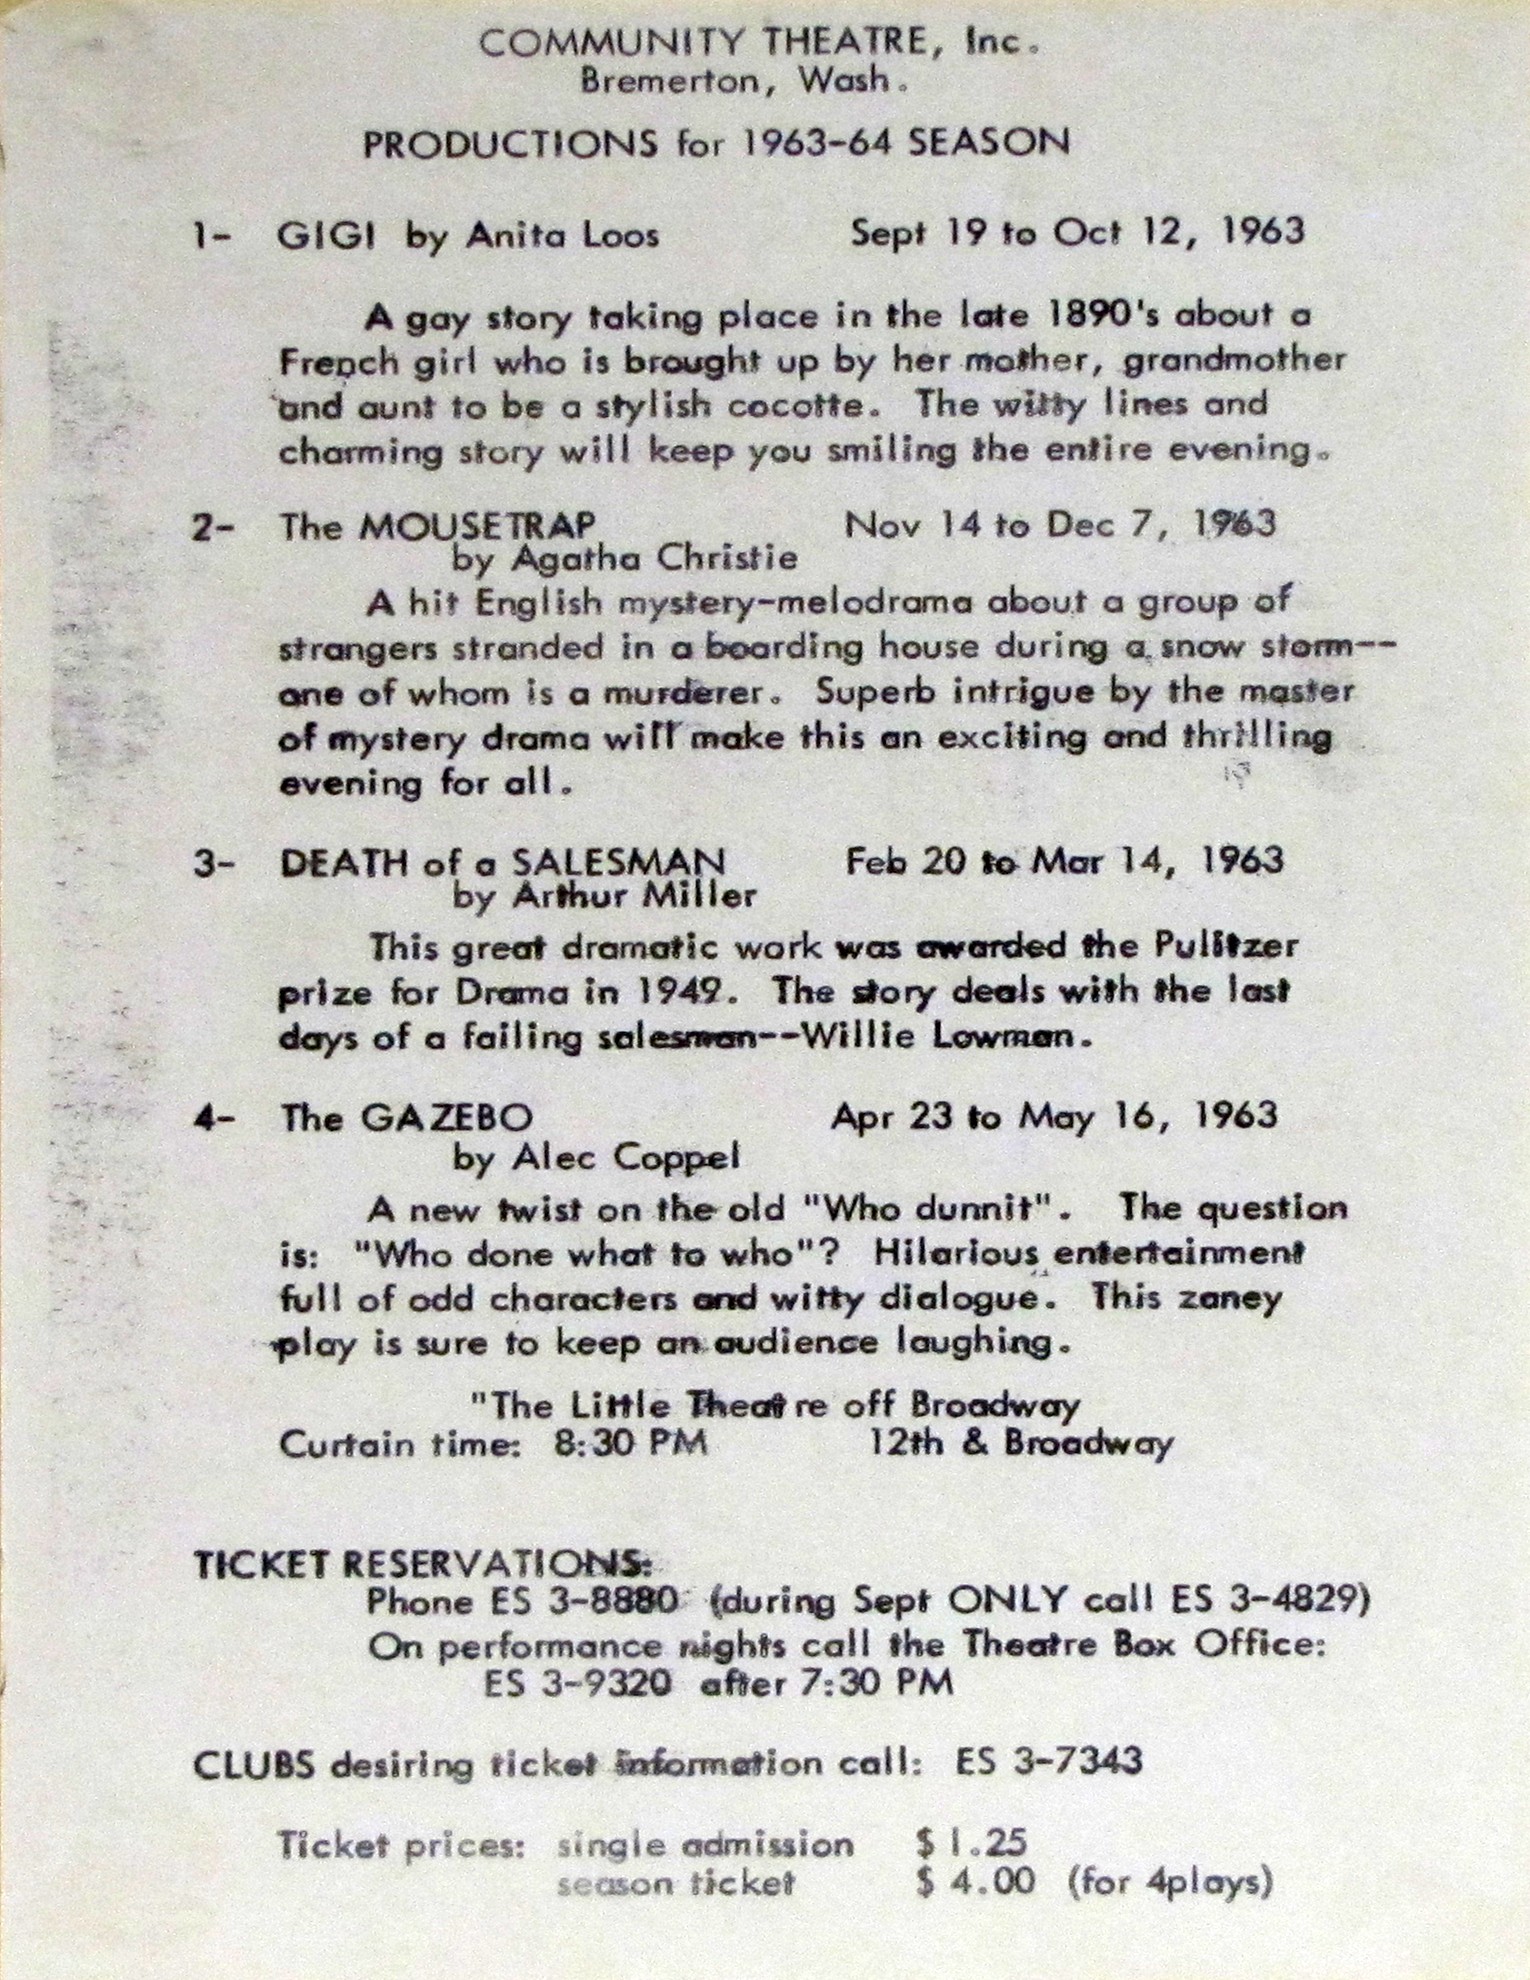 COMMUNITY THEATRE, Inc.
Bremerton, Wash.
PRODUCTIONS for 1963-64 SEASON
1- GIGI by Anita Loos Sept 19 to Oct 12, 1963
A gay story taking place in the late 1890's about a
French girl who is brought up by her mother, grandmother
and aunt to be a stylish cocotte. The witty lines and
charming story will keep you smiling the entire evening.
2- The MOUSETRAP Nov 14 to Dec 7, 1963
by Agatha Christie
A hit English mystery-melodrama about a group of
strangers stranded in a boarding house during a snow storm--
one of whom is a murderer. Superb intrigue by the master
of mystery drama will make this an exciting and thrilling
evening for all.
3- DEATH of a SALESMAN Feb 20 to Mar 14, 1963
by Arthur Miller
This great dramatic work was awarded the Pulitzer
prize for Drama in 1949. The story deals with the last
days of a failing salesman--Willie Lowman.
4- The GAZEBO Apr 23 to May 16, 1963
by Alec Coppel
A new twist on the old "Who dunnit". The question
is: "Who done what to who"? Hilarious entertainment
full of odd characters and witty dialogue. This zaney
play is sure to keep an audience laughing.
"The Little Theatre off Broadway
Curtain time: 8:30 PM 12th & Broadway
TICKET RESERVATIONS:
Phone ES 3-8880 (during Sept ONLY call ES 3-4829)
On performance nights call the Theatre Box Office:
ES 3-9320 after 7:30 PM
CLUBS desiring ticket information call: ES 3-7343
Ticket prices: single admission $1.25
season ticket $4.00 (for 4plays)